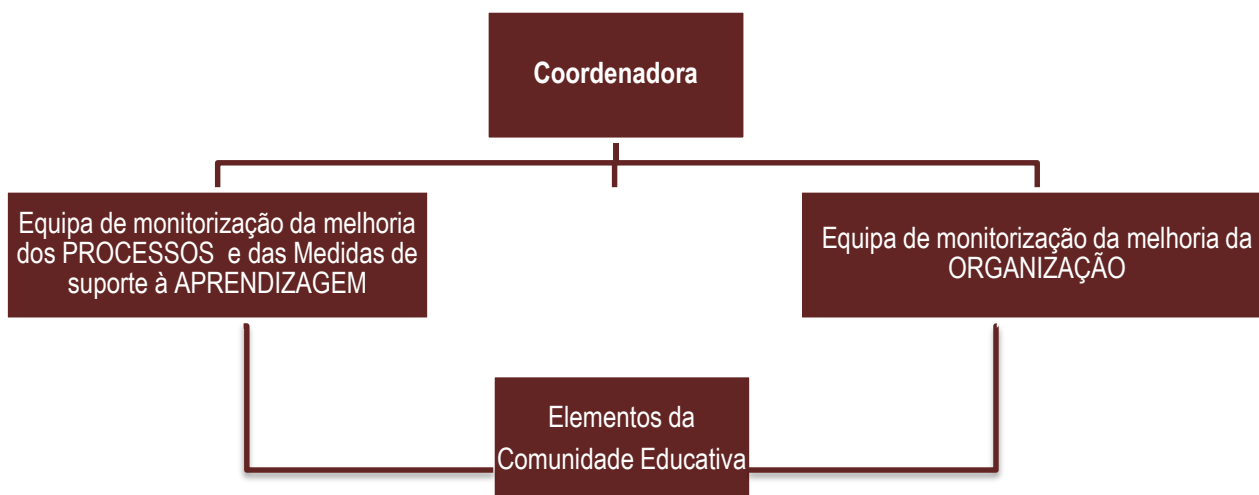 Coordenadora
Equipa de monitorização da melhoria
dos PROCESSOS e das Medidas de
suporte à APRENDIZAGEM
Equipa de monitorização da melhoria da
ORGANIZAÇÃO
Elementos da
Comunidade Educativa